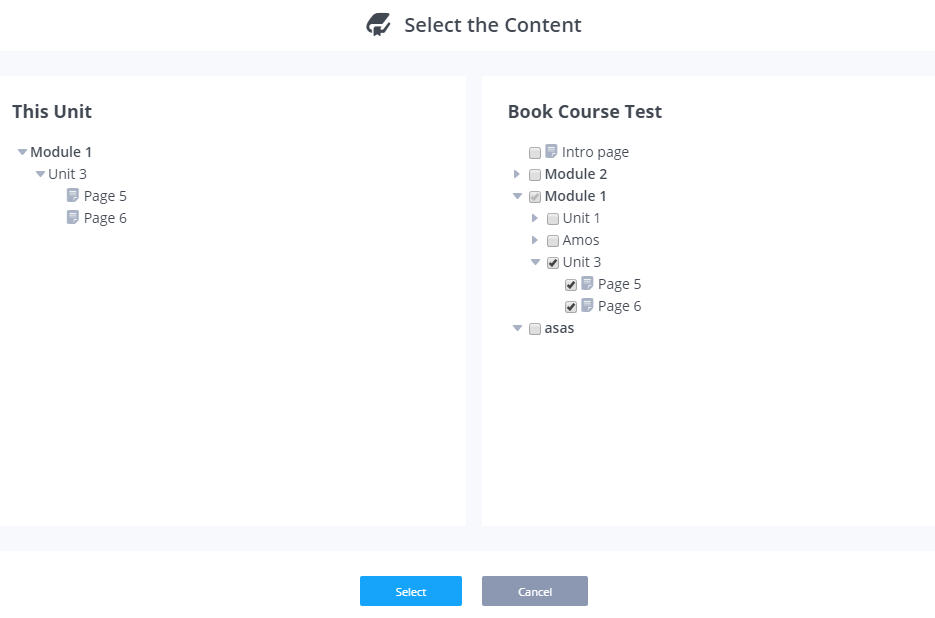 Select the Content
This Unit
Module 1
Unit 3
Page 5
Page 6
Book Course Test
Intro page
Module 2
Module 1
Unit 1
Amos
Unit 3
Page 5
Page 6
asas
Select
Cancel